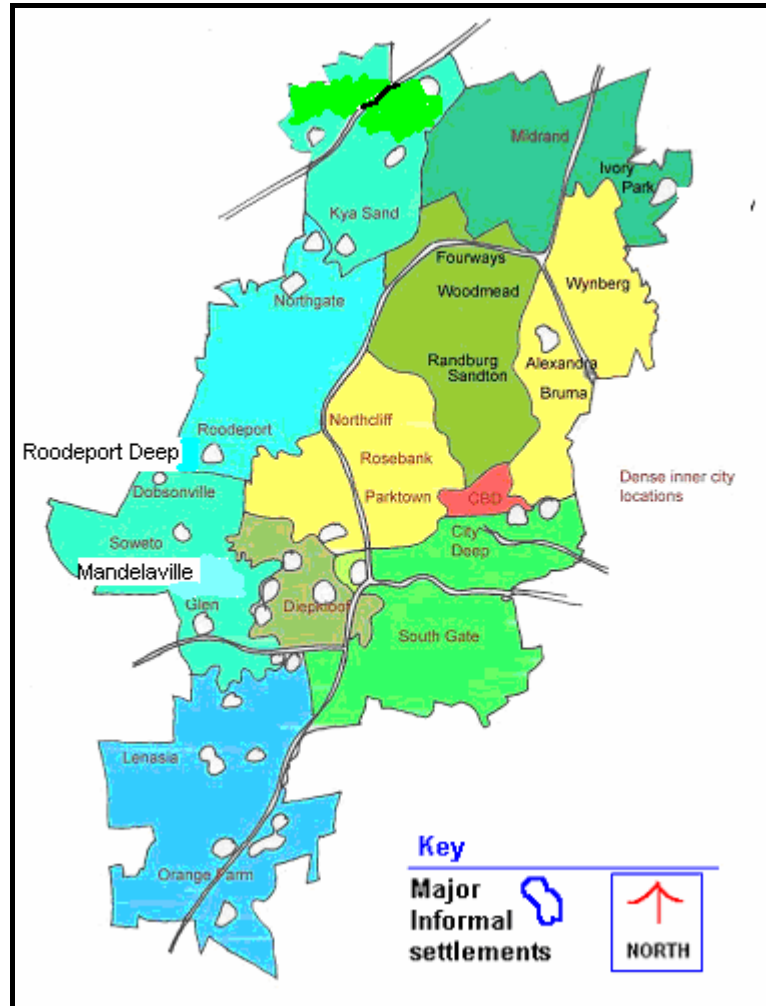 Midrand
Ivory
Park
Kya Sand
Fourways
Wynberg
Woodmead
Northgate
Randburg
Sandton
Alexandra
Bruma
Northcliff
Roodeport
Roodeport Deep
Rosebank
Dense inner city
locations
Dobsonville
Parktown
CBD
City
Deep
Soweto
Mandelaville
Glen
Diepkloof
South Gate
Lenasia
Orange Farm
Key
Major
Informal
settlements
NORTH